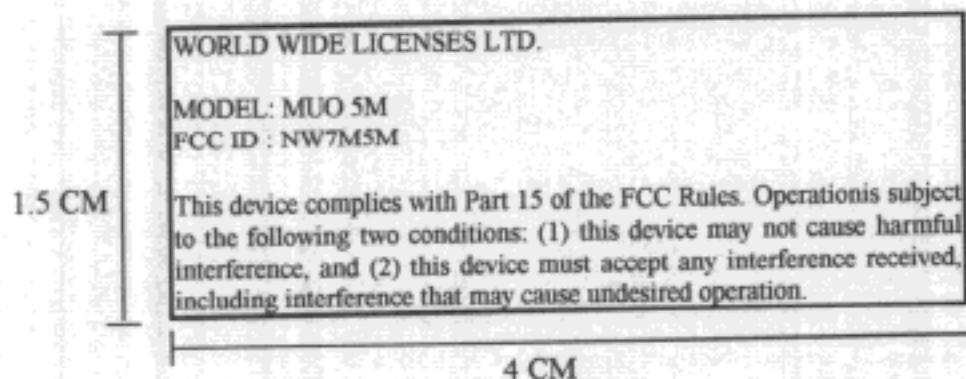 WORLD WIDE LICENSES LTD.
MODEL: MUO 5M
FCC ID : NW7M5M
1.5 CM
This device complies with Part 15 of the FCC Rules. Operationis subject
to the following two conditions: (1) this device may not cause harmful
interference, and (2) this device must accept any interference received,
including interference that may cause undesired operation.
4 CM